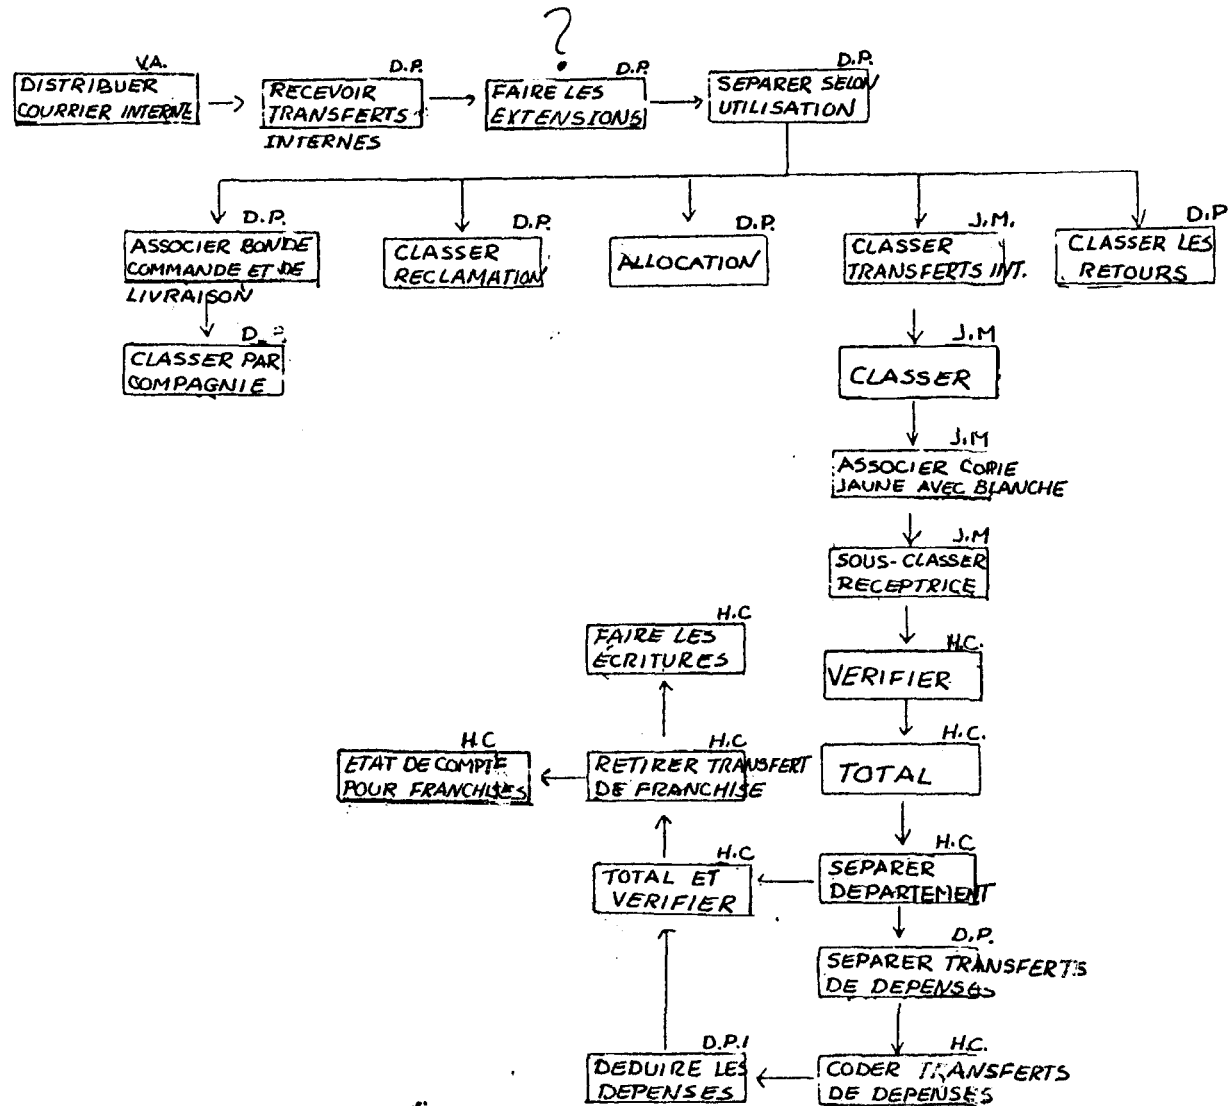 ?
V.A.
DISTRIBUER
COURRIER INTERNE
D.P.
RECEVOIR
TRANSFERTS
INTERNES
D.P.
FAIRE LES
EXTENSIONS
D.P.
SEPARER SELON
UTILISATION
D.P.
ASSOCIER BON DE
COMMANDE ET DE
LIVRAISON
D.P.
CLASSER
RECLAMATION
D.P.
ALLOCATION
J.M.
CLASSER
TRANSFERTS INT.
D.P
CLASSER LES
RETOURS
CLASSER PAR
COMPAGNIE
J.M
CLASSER
J.M
ASSOCIER COPIE
JAUNE AVEC BLANCHE
J.M
SOUS-CLASSER
RECEPTRICE
H.C
FAIRE LES
ÉCRITURES
H.C.
VERIFIER
H.C
ETAT DE COMPTE
POUR FRANCHISES
H.C
RETIRER TRANSFERT
DE FRANCHISE
H.C.
TOTAL
H.C
TOTAL ET
VERIFIER
H.C
SEPARER
DEPARTEMENT
D.P.
SEPARER TRANSFERTS
DE DEPENSES
D.P.
DEDUIRE LES
DEPENSES
H.C.
CODER TRANSFERTS
DE DEPENSES